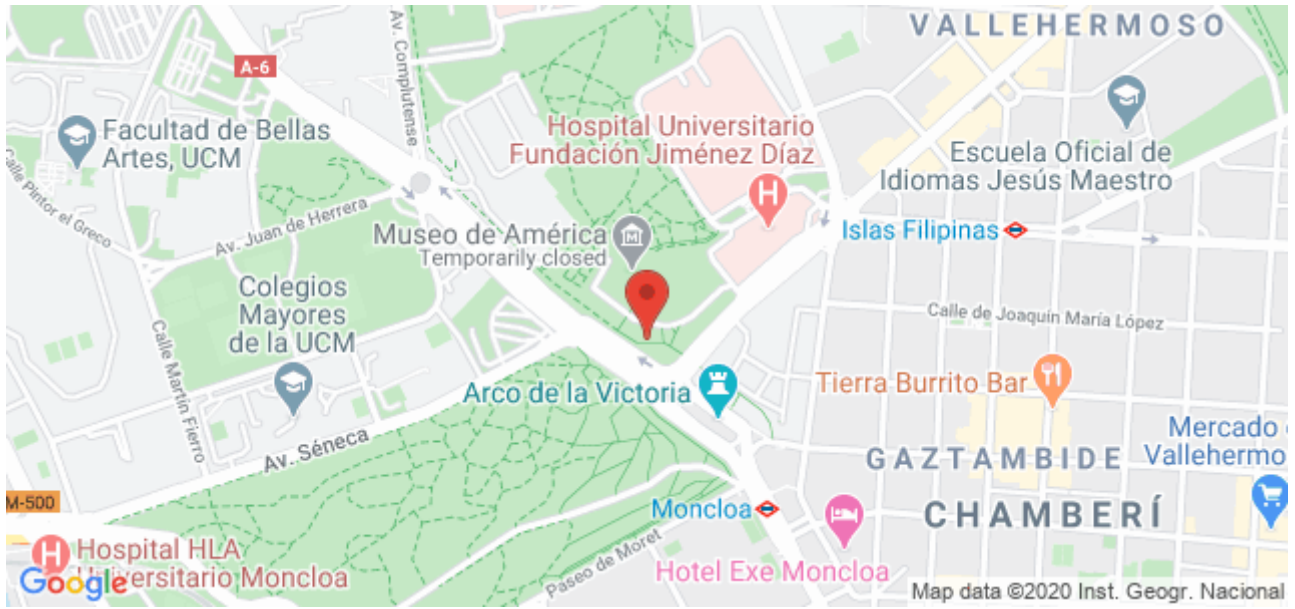 VALLEHERMOSO
A-6
Av. Complutense
Facultad de Bellas
Artes, UCM
Hospital Universitario
Fundación Jiménez Díaz
Escuela Oficial de
Idiomas Jesús Maestro
Calle Pintor el Greco
Av. Juan de Herrera
Museo de América
Temporarily closed
Islas Filipinas
Colegios
Mayores
de la UCM
Calle de Joaquín María López
Calle Martín Fierro
Arco de la Victoria
Tierra Burrito Bar
Av. Séneca
GAZTAMBIDE
Mercado
Vallehermo
M-500
Moncloa
CHAMBERÍ
Hospital HLA
Universitario Moncloa
Paseo de Moret
Hotel Exe Moncloa
Google
Map data ©2020 Inst. Geogr. Nacional